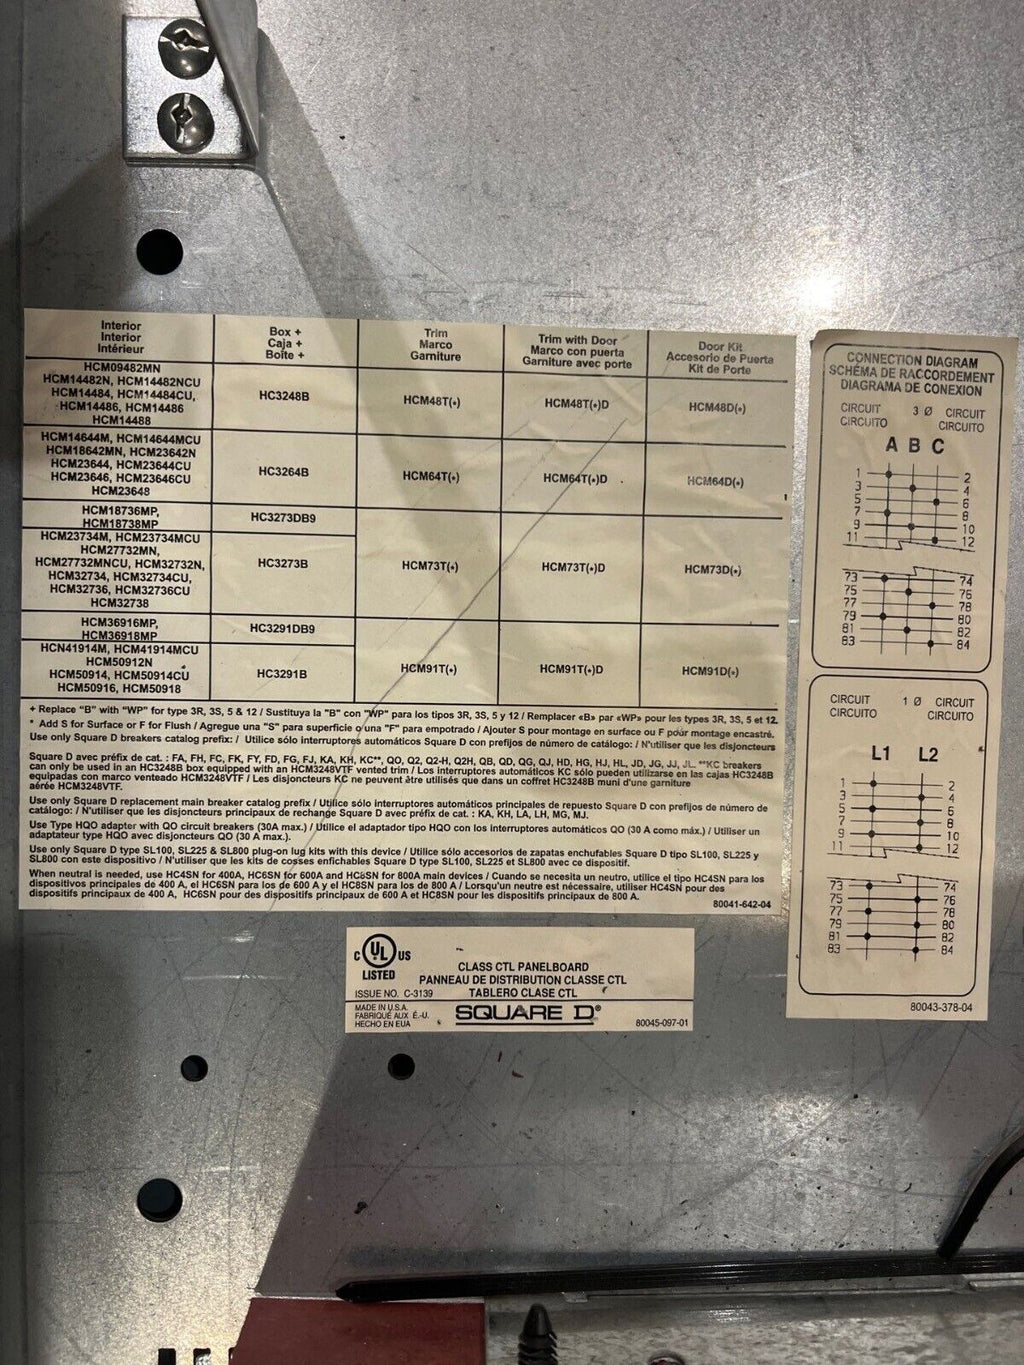 Interior
Interior
Intérieur
Box +
Caja +
Boîte +
Trim
Marco
Garniture
Trim with Door
Marco con puerta
Garniture avec porte
Door Kit
Accesorio de Puerta
Kit de Porte
HCM09482MN
HCM14482N, HCM14482NCU
HCM14484, HCM14484CU,
HCM14486, HCM14486
HCM14488
HC3248B
HCM48T(*)
HCM48T(*)D
HCM48D(*)
HCM14644M, HCM14644MCU
HCM18642MN, HCM23642N
HCM23644, HCM23644CU
HCM23646, HCM23646CU
HCM23648
HC3264B
HCM64T(*)
HCM64T(*)D
HCM64D(*)
HCM18736MP,
HCM18738MP
HC3273DB9
HCM23734M, HCM23734MCU
HCM27732MN,
HCM27732MNCU, HCM32732N,
HCM32734, HCM32734CU,
HCM32736, HCM32736CU
HCM32738
HC3273B
HCM73T(*)
HCM73T(*)D
HCM73D(*)
HCM36916MP,
HCM36918MP
HC3291DB9
HCN41914M, HCM41914MCU
HCM50912N
HCM50914, HCM50914CU
HCM50916, HCM50918
HC3291B
HCM91T(*)
HCM91T(*)D
HCM91D(*)
+ Replace "B" with "WP" for type 3R, 3S, 5 & 12 / Sustituya la "B" con "WP" para los tipos 3R, 3S, 5 y 12 / Remplacer «B» par «WP» pour les types 3R, 3S, 5 et 12.
* Add S for Surface or F for Flush / Agregue una "S" para superficie o una "F" para empotrado / Ajouter S pour montage en surface ou F pour montage encastré.
Use only Square D breakers catalog prefix: / Utilice sólo interruptores automáticos Square D con prefijos de número de catálogo: / N'utiliser que les disjoncteurs
Square D avec préfix de cat. : FA, FH, FC, FK, FY, FD, FG, FJ, KA, KH, KC**, QO, Q2, Q2-H, Q2H, QB, QD, QG, QJ, HD, HG, HJ, HL, JD, JG, JJ, JL. **KC breakers
can only be used in an HC3248B box equipped with an HCM3248VTF vented trim / Los interruptores automáticos KC sólo pueden utilizarse en las cajas HC3248B
equipadas con marco venteado HCM3248VTF / Les disjoncteurs KC ne peuvent être utilisés que dans un coffret HC3248B muni d'une garniture
aérée HCM3248VTF.
Use only Square D replacement main breaker catalog prefix / Utilice sólo interruptores automáticos principales de repuesto Square D con prefijos de número de
catálogo: / N'utiliser que les disjoncteurs principaux de rechange Square D avec préfix de cat. : KA, KH, LA, LH, MG, MJ.
Use Type HQO adapter with QO circuit breakers (30A max.) / Utilice el adaptador tipo HQO con los interruptores automáticos QO (30 A como máx.) / Utiliser un
adaptateur type HQO avec disjoncteurs QO (30 A max.).
Use only Square D type SL100, SL225 & SL800 plug-on lug kits with this device / Utilice sólo accesorios de zapatas enchufables Square D tipo SL100, SL225 y
SL800 con este dispositivo / N'utiliser que les kits de cosses enfichables Square D type SL100, SL225 et SL800 avec ce dispositif.
When neutral is needed, use HC4SN for 400A, HC6SN for 600A and HC8SN for 800A main devices / Cuando se necesita un neutro, utilice el tipo HC4SN para los
dispositivos principales de 400 A, el HC6SN para los de 600 A y el HC8SN para los de 800 A / Lorsqu'un neutre est nécessaire, utiliser HC4SN pour des
dispositifs principales de 400 A, HC6SN pour des dispositifs principaux de 600 A et HC8SN pour les dispositifs principaux de 800 A.
80041-642-04
CONNECTION DIAGRAM
SCHÉMA DE RACCORDEMENT
DIAGRAMA DE CONEXION
CIRCUIT 3 Ø CIRCUIT
CIRCUITO CIRCUITO
A B C
1 2
3 4
5 6
7 8
9 10
11 12
73 74
75 76
77 78
79 80
81 82
83 84
CIRCUIT 1 Ø CIRCUIT
CIRCUITO CIRCUITO
L1 L2
1 2
3 4
5 6
7 8
9 10
11 12
73 74
75 76
77 78
79 80
81 82
83 84
80043-378-04
C UL US
LISTED
CLASS CTL PANELBOARD
PANNEAU DE DISTRIBUTION CLASSE CTL
ISSUE NO. C-3139 TABLERO CLASE CTL
MADE IN U.S.A.
FABRIQUÉ AUX É.-U.
HECHO EN EUA
SQUARE D®
80045-097-01